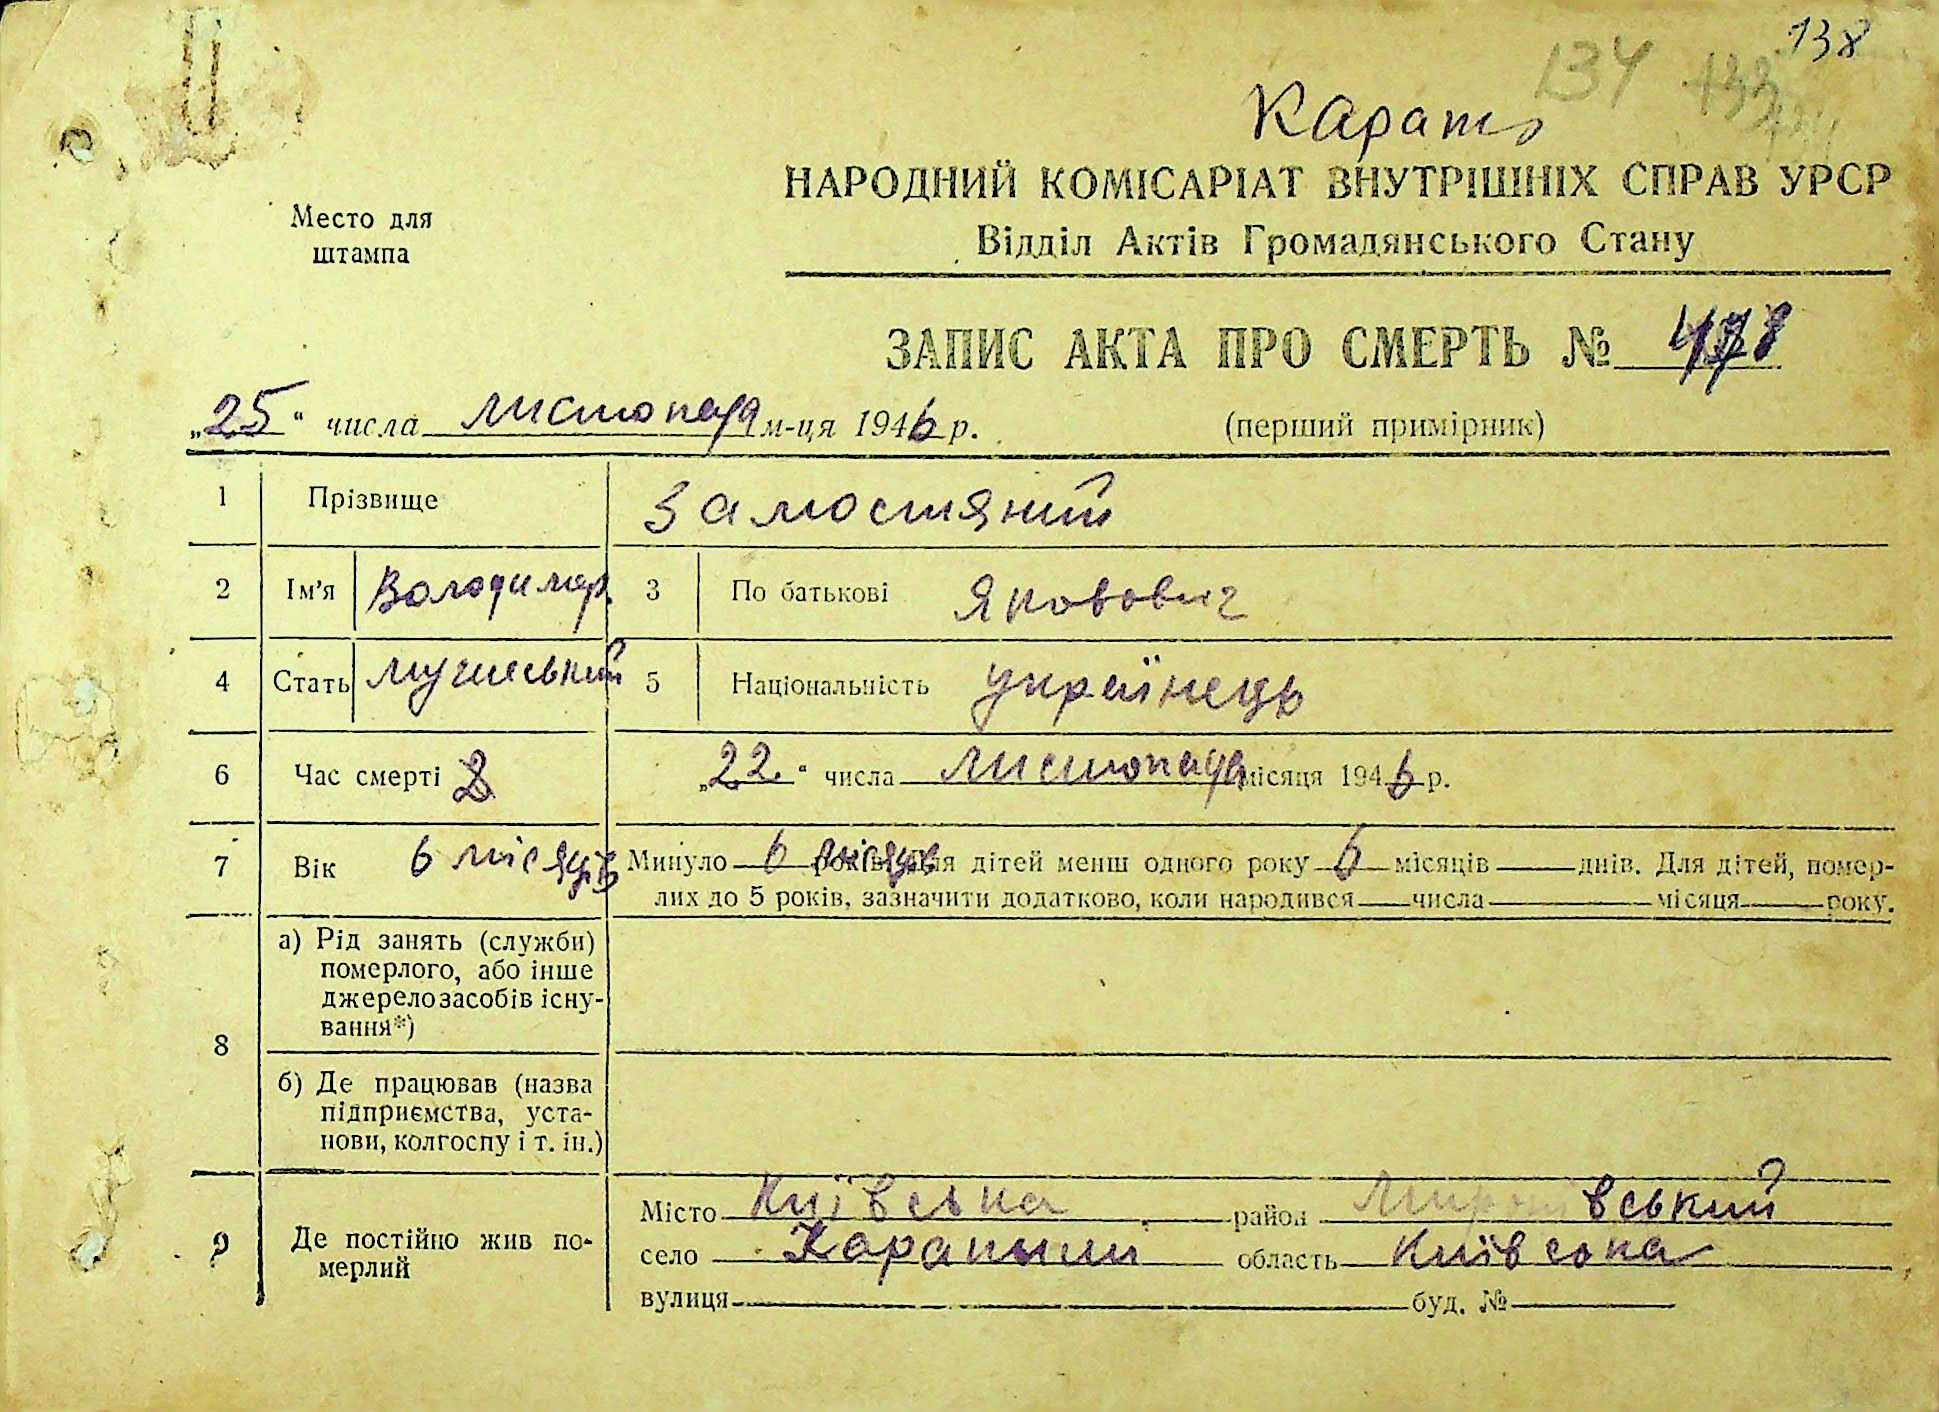 138
134
Карап
НАРОДНИЙ КОМІСАРІАТ ВНУТРІШНІХ СПРАВ УРСР
Место для штампа
Відділ Актів Громадянського Стану
ЗАПИС АКТА ПРО СМЕРТЬ №
„25“ числа листопада м-ця 1946 р. (перший примірник)
1 Прізвище Замостяний
2 Ім'я Володимир. 3 По батькові Яковович
4 Стать мужеський 5 Національність українець
6 Час смерті „22“ числа листопада місяця 1946 р.
7 Вік 6 місяців Минуло 6 місяців років. Для дітей менш одного року 6 місяців днів. Для дітей, помер-
лих до 5 років, зазначити додатково, коли народився числа місяця року.
8 а) Рід занять (служби)
померлого, або інше
джерело засобів існу-
вання*)
б) Де працював (назва
підприємства, уста-
нови, колгоспу і т. ін.)
9 Де постійно жив по-
мерлий
Місто Київська район Миронівський
село Карапиши область Київська
вулиця буд. №